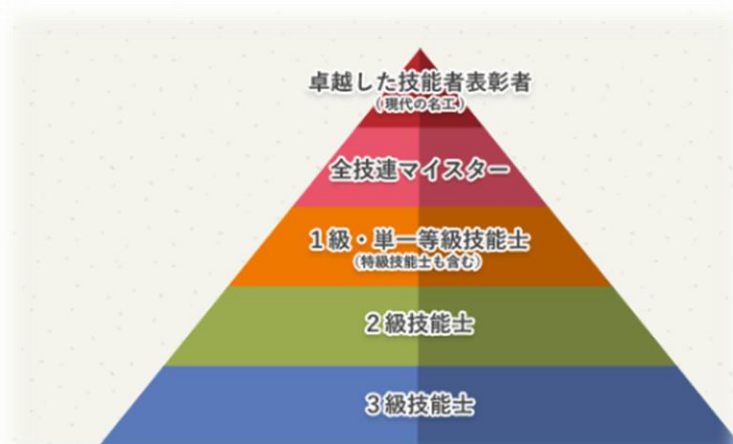 卓越した技能者表彰者
(現代の名工)
全技連マイスター
1級・単一等級技能士
(特級技能士も含む)
2級技能士
3級技能士